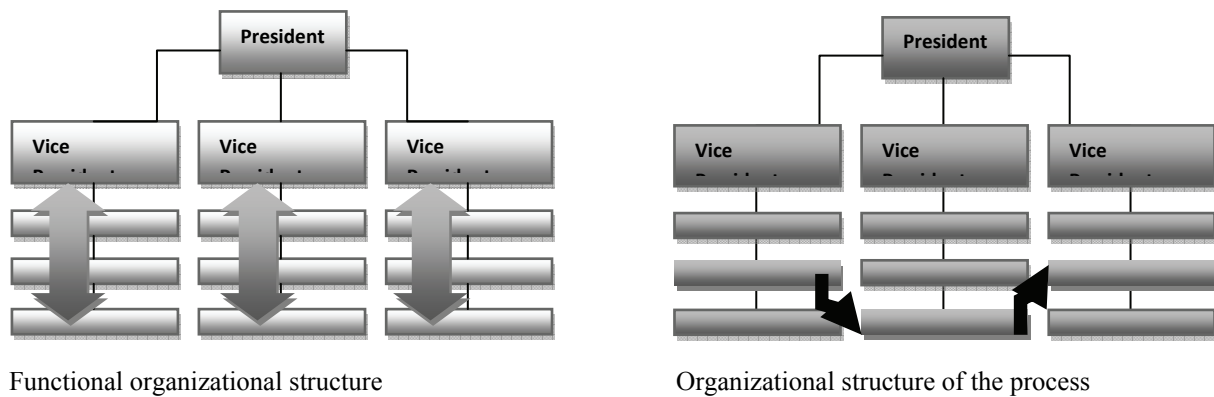 President
Vice
Vice
Vice
Functional organizational structure
President
Vice
Vice
Vice
Organizational structure of the process